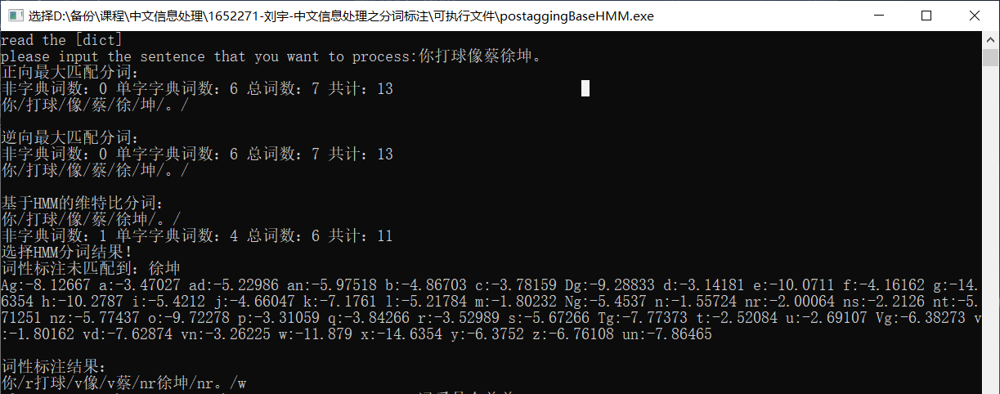 选择D:\备份\课程\中文信息处理\1652271-刘宇-中文信息处理之分词标注\可执行文件\postaggingBaseHMM.exe
read the [dict]
please input the sentence that you want to process:你打球像蔡徐坤。
正向最大匹配分词:
非字典词数: 0 单字字典词数: 6 总词数: 7 共计: 13
你/打球/像/蔡/徐/坤/。/
逆向最大匹配分词:
非字典词数: 0 单字字典词数: 6 总词数: 7 共计: 13
你/打球/像/蔡/徐/坤/。/
基于HMM的维特比分词:
你/打球/像/蔡/徐坤/。/
非字典词数: 1 单字字典词数: 4 总词数: 6 共计: 11
选择HMM分词结果!
词性标注未匹配到: 徐坤
Ag:-8.12667 a:-3.47027 ad:-5.22986 an:-5.97518 b:-4.86703 c:-3.78159 Dg:-9.28833 d:-3.14181 e:-10.0711 f:-4.16162 g:-14.
6354 h:-10.2787 i:-5.4212 j:-4.66047 k:-7.1761 l:-5.21784 m:-1.80232 Ng:-5.4537 n:-1.55724 nr:-2.00064 ns:-2.2126 nt:-5.
71251 nz:-5.77437 o:-9.72278 p:-3.31059 q:-3.84266 r:-3.52989 s:-5.67266 Tg:-7.77373 t:-2.52084 u:-2.69107 Vg:-6.38273 v
:-1.80162 vd:-7.62874 vn:-3.26225 w:-11.879 x:-14.6354 y:-6.3752 z:-6.76108 un:-7.86465
词性标注结果:
你/r打球/v像/v蔡/nr徐坤/nr。/w